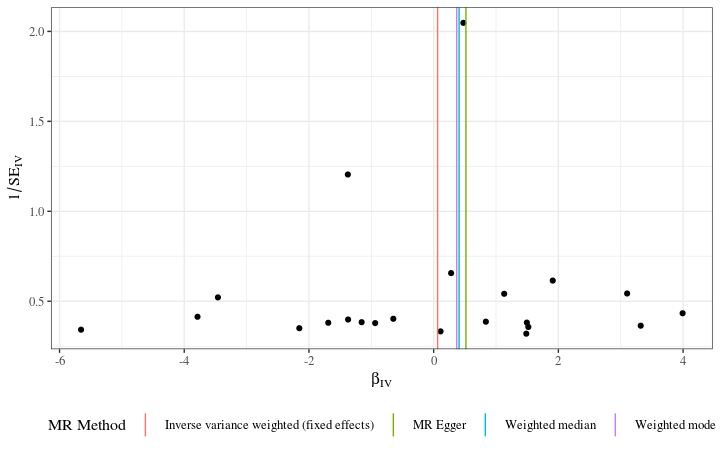 2.0
1.5
1.0
0.5
1/SE_IV
-6 -4 -2 0 2 4
β_IV
MR Method Inverse variance weighted (fixed effects) MR Egger Weighted median Weighted mode